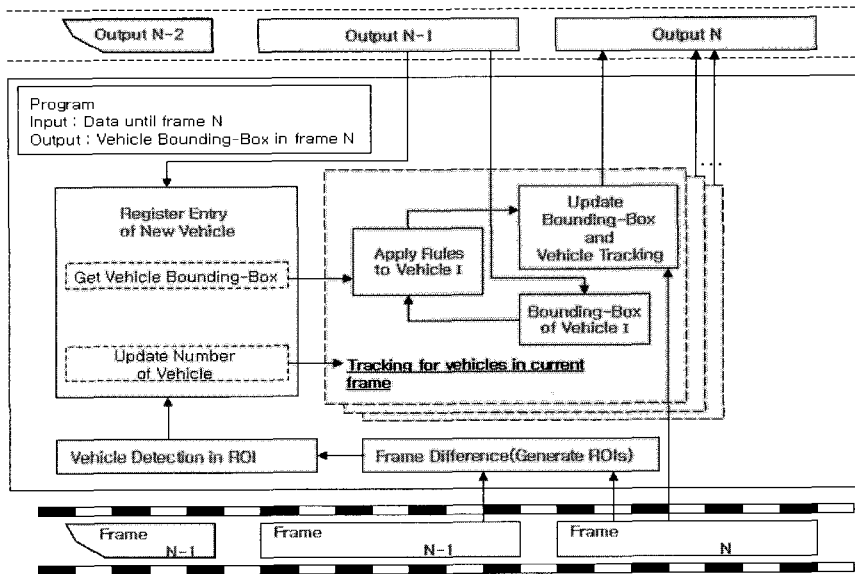 Output N-2
Output N-1
Output N
Program
Input : Data until frame N
Output : Vehicle Bounding-Box in frame N
....
Register Entry
of New Vehicle
Get Vehicle Bounding-Box
Update Number
of Vehicle
Apply Rules
to Vehicle I
Update
Bounding-Box
and
Vehicle Tracking
Bounding-Box
of Vehicle I
Tracking for vehicles in current
frame
Vehicle Detection in ROI
Frame Difference(Generate ROIs)
Frame
N-1
Frame
N-1
Frame
N